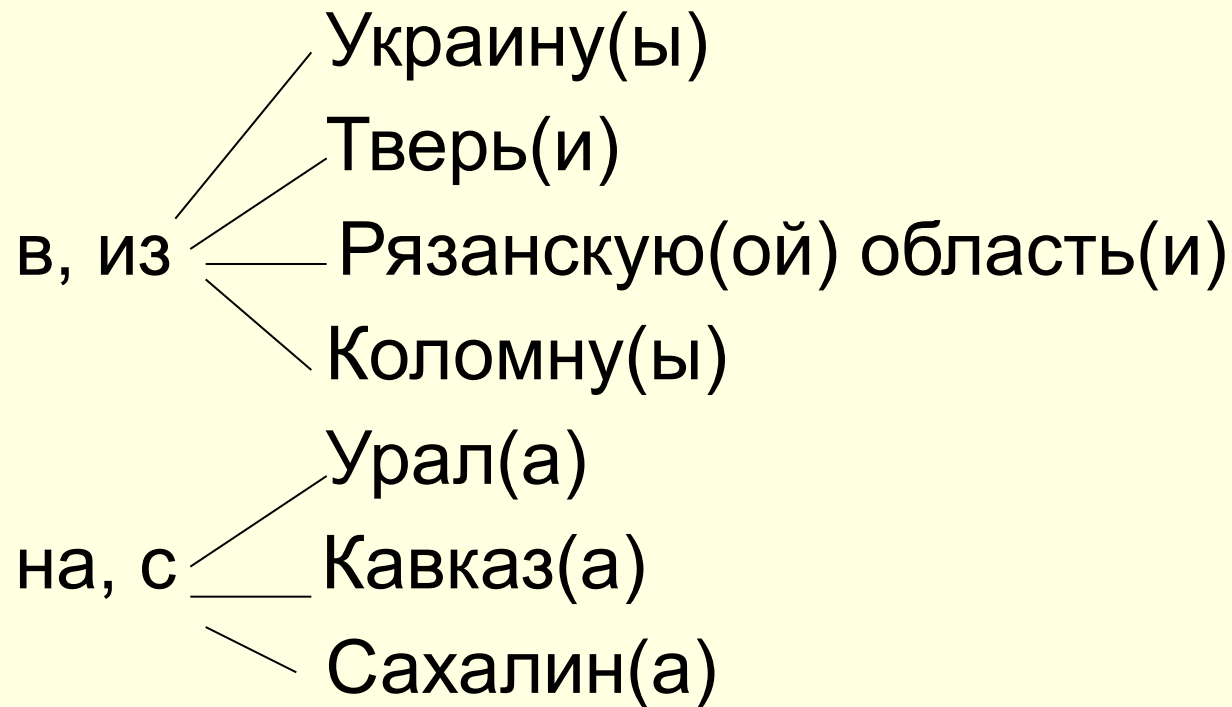 Украину(ы)
Тверь(и)
в, из Рязанскую(ой) область(и)
Коломну(ы)
Урал(а)
на, с Кавказ(а)
Сахалин(а)